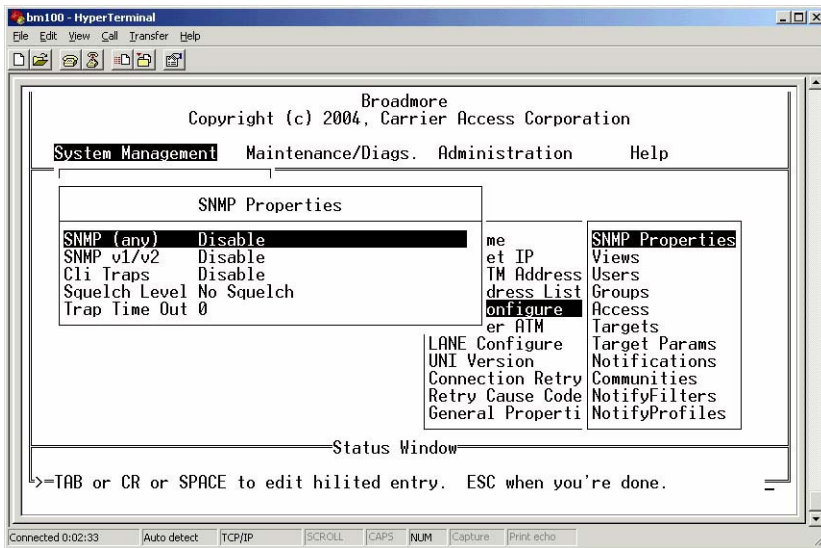 bm100 - HyperTerminal
File Edit View Call Transfer Help
Broadmore
Copyright (c) 2004, Carrier Access Corporation
System Management Maintenance/Diags. Administration Help
SNMP Properties
SNMP (any) Disable
SNMP v1/v2 Disable
Cli Traps Disable
Squelch Level No Squelch
Trap Time Out 0
me
et IP
TM Address
dress List
onfigure
er ATM
LANE Configure
UNI Version
Connection Retry
Retry Cause Code
General Properti
SNMP Properties
Views
Users
Groups
Access
Targets
Target Params
Notifications
Communities
NotifyFilters
NotifyProfiles
Status Window
>=TAB or CR or SPACE to edit hilited entry. ESC when you're done.
Connected 0:02:33 Auto detect TCP/IP SCROLL CAPS NUM Capture Print echo